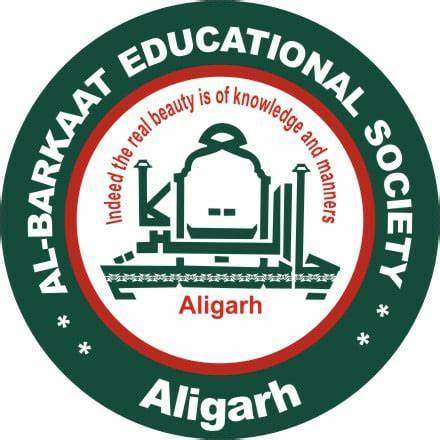 AL-BARKAAT EDUCATIONAL SOCIETY
Indeed the real beauty is of knowledge and manners
Aligarh
* * Aligarh * *